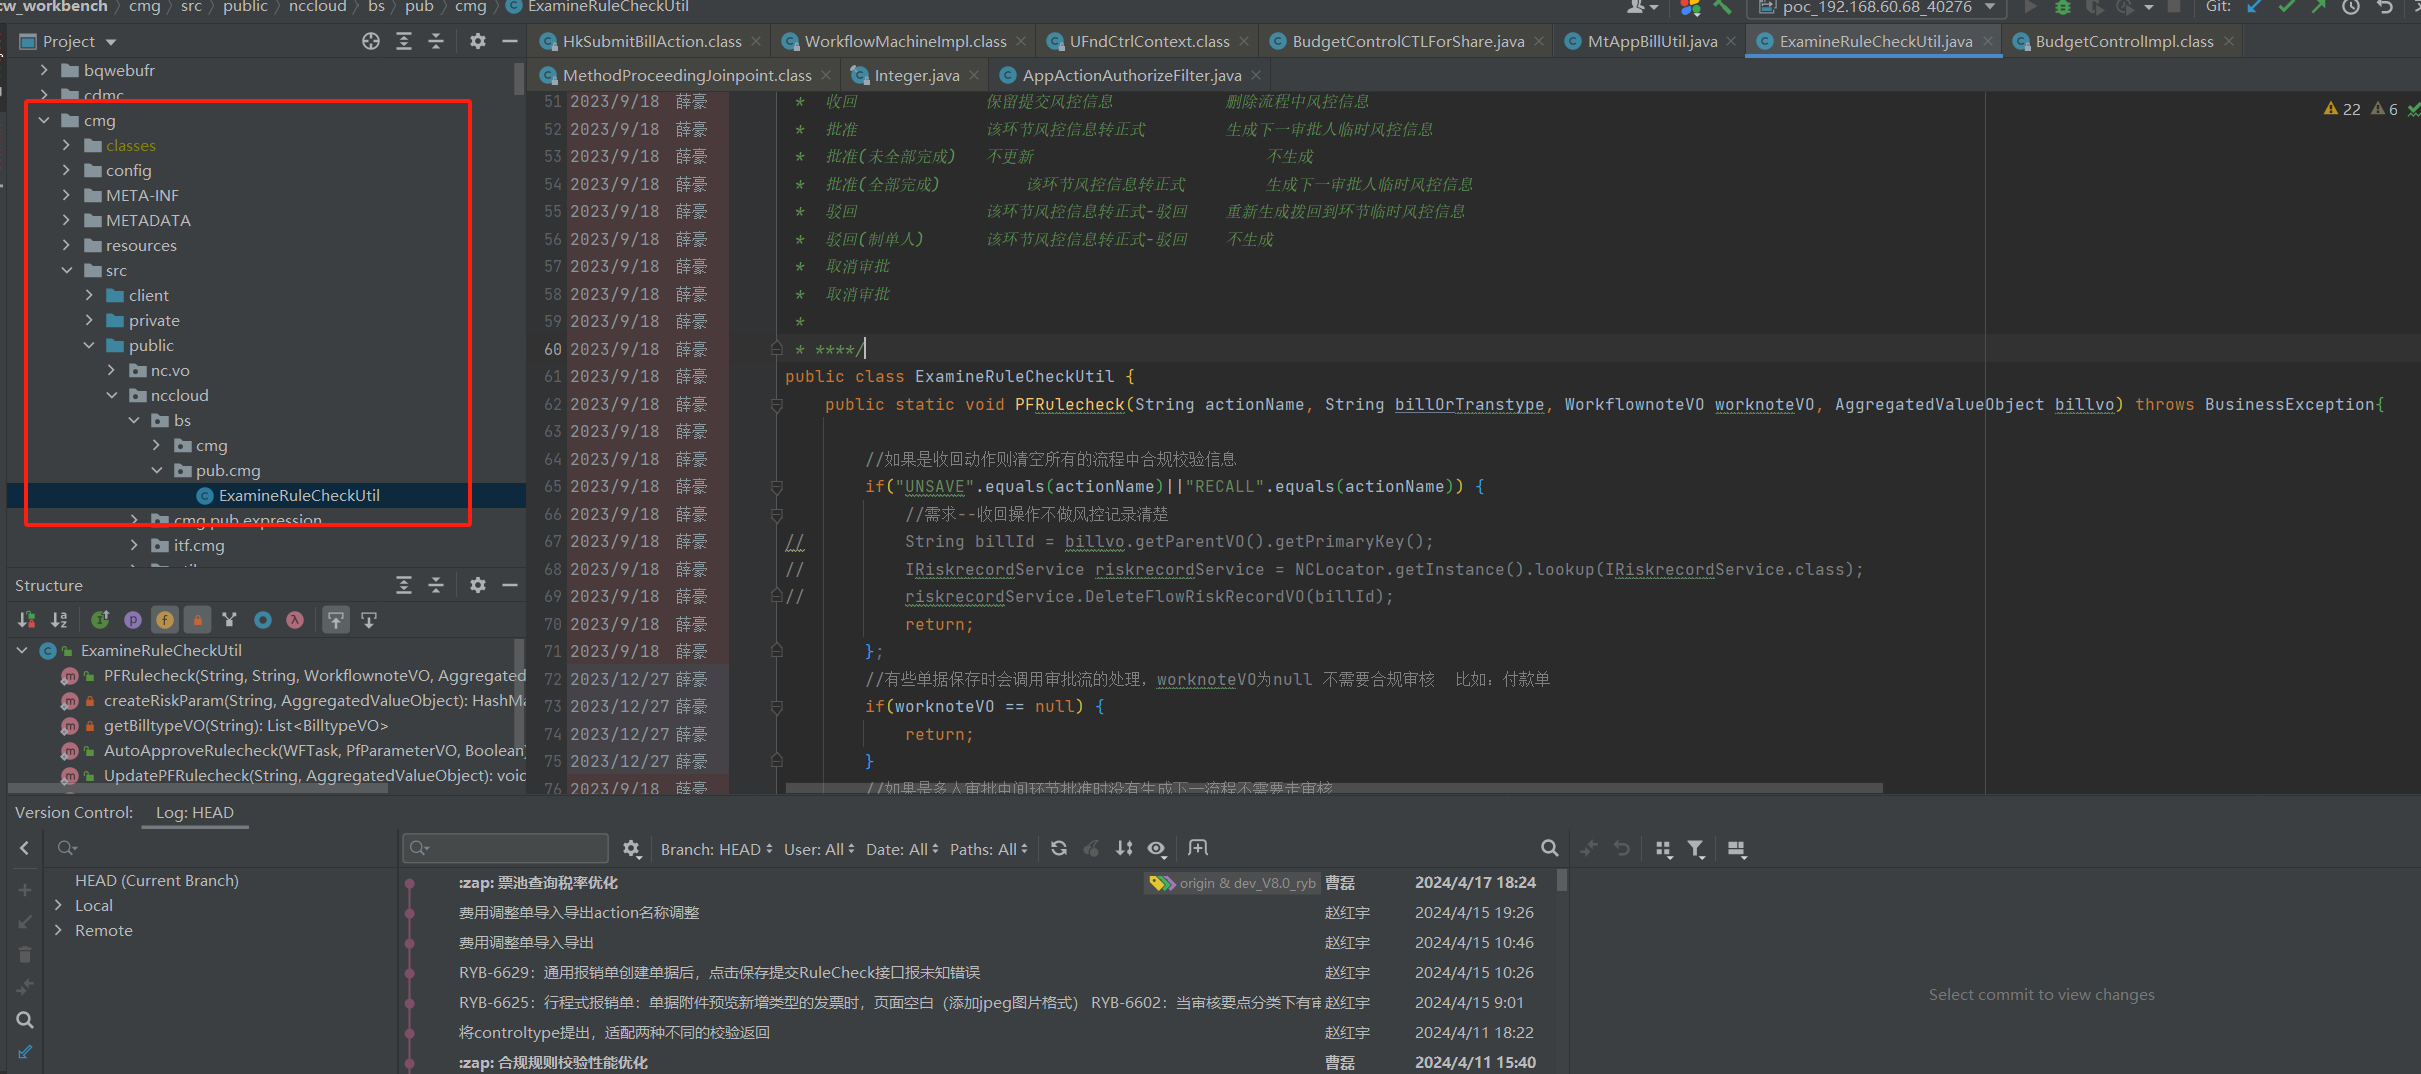 cw_workbench cmg src public nccloud bs pub cmg ExamineRuleCheckUtil
poc_192.168.60.68_40276 Git:
Project
HkSubmitBillAction.class WorkflowMachineImpl.class UFndCtrlContext.class BudgetControlCTLForShare.java MtAppBillUtil.java ExamineRuleCheckUtil.java BudgetControlImpl.class
MethodProceedingJoinpoint.class Integer.java AppActionAuthorizeFilter.java
bqwebufr
cdmc
cmg
classes
config
META-INF
METADATA
resources
src
client
private
public
nc.vo
nccloud
bs
cmg
pub.cmg
ExamineRuleCheckUtil
cmg.pub.expression
itf.cmg
22 6
51 2023/9/18 薛豪 * 收回 保留提交风控信息 删除流程中风控信息
52 2023/9/18 薛豪 * 批准 该环节风控信息转正式 生成下一审批人临时风控信息
53 2023/9/18 薛豪 * 批准(未全部完成) 不更新 不生成
54 2023/9/18 薛豪 * 批准(全部完成) 该环节风控信息转正式 生成下一审批人临时风控信息
55 2023/9/18 薛豪 * 驳回 该环节风控信息转正式-驳回 重新生成拨回到环节临时风控信息
56 2023/9/18 薛豪 * 驳回(制单人) 该环节风控信息转正式-驳回 不生成
57 2023/9/18 薛豪 * 取消审批
58 2023/9/18 薛豪 * 取消审批
59 2023/9/18 薛豪 *
60 2023/9/18 薛豪 * ****/
61 2023/9/18 薛豪 public class ExamineRuleCheckUtil {
62 2023/9/18 薛豪 public static void PFRulecheck(String actionName, String billOrTranstype, WorkflownoteVO worknoteVO, AggregatedValueObject billvo) throws BusinessException{
63 2023/9/18 薛豪
64 2023/9/18 薛豪 //如果是收回动作则清空所有的流程中合规校验信息
65 2023/9/18 薛豪 if("UNSAVE".equals(actionName)||"RECALL".equals(actionName)) {
66 2023/9/18 薛豪 //需求--收回操作不做风控记录清楚
67 2023/9/18 薛豪 // String billId = billvo.getParentVO().getPrimaryKey();
68 2023/9/18 薛豪 // IRiskrecordService riskrecordService = NCLocator.getInstance().lookup(IRiskrecordService.class);
69 2023/9/18 薛豪 // riskrecordService.DeleteFlowRiskRecordVO(billId);
70 2023/9/18 薛豪 return;
71 2023/9/18 薛豪 };
72 2023/12/27 薛豪 //有些单据保存时会调用审批流的处理，worknoteVO为null 不需要合规审核 比如：付款单
73 2023/12/27 薛豪 if(worknoteVO == null) {
74 2023/12/27 薛豪 return;
75 2023/12/27 薛豪 }
76 2023/9/18 薛豪 //如果是多人审批中间环节批准时没有生成下一流程不需要走审核
Structure
ExamineRuleCheckUtil
PFRulecheck(String, String, WorkflownoteVO, Aggregated
createRiskParam(String, AggregatedValueObject): HashMa
getBilltypeVO(String): List<BilltypeVO>
AutoApproveRulecheck(WFTask, PfParameterVO, Boolean)
UpdatePFRulecheck(String, AggregatedValueObject): void
Version Control: Log: HEAD
Branch: HEAD User: All Date: All Paths: All
HEAD (Current Branch)
Local
Remote
:zap: 票池查询税率优化 origin & dev_V8.0_ryb 曹磊 2024/4/17 18:24
费用调整单导入导出action名称调整 赵红宇 2024/4/15 19:26
费用调整单导入导出 赵红宇 2024/4/15 10:46
RYB-6629：通用报销单创建单据后，点击保存提交RuleCheck接口报未知错误 赵红宇 2024/4/15 10:26
RYB-6625：行程式报销单：单据附件预览新增类型的发票时，页面空白（添加jpeg图片格式） RYB-6602：当审核要点分类下有审 赵红宇 2024/4/15 9:01
将controltype提出，适配两种不同的校验返回 赵红宇 2024/4/11 18:22
:zap: 合规规则校验性能优化 曹磊 2024/4/11 15:40
Select commit to view changes